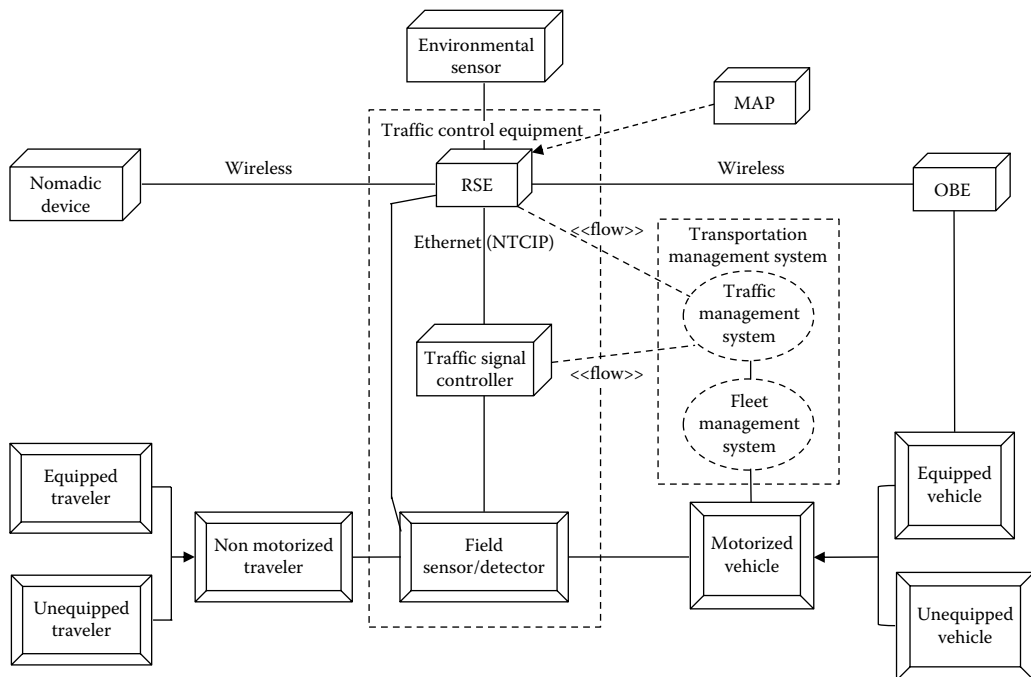 Environmental
sensor
MAP
Traffic control equipment
Wireless
Wireless
Nomadic
device
RSE
OBE
Ethernet (NTCIP)
<<flow>>
Transportation
management system
Traffic
management
system
Traffic signal
controller
<<flow>>
Fleet
management
system
Equipped
traveler
Equipped
vehicle
Non motorized
traveler
Field
sensor/detector
Motorized
vehicle
Unequipped
traveler
Unequipped
vehicle